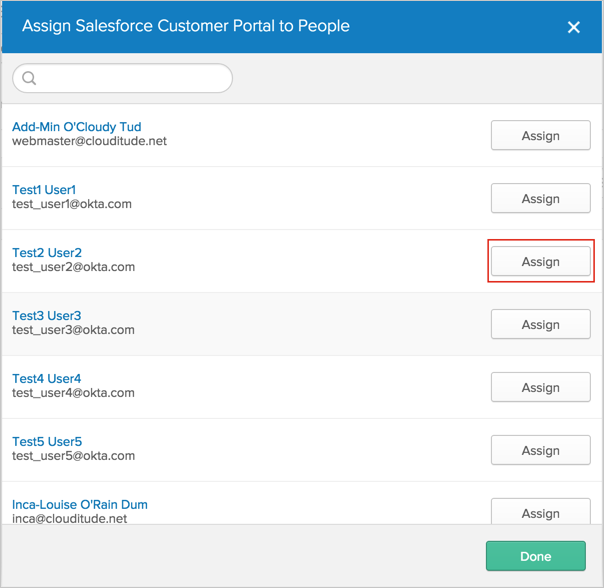 Assign Salesforce Customer Portal to People
Add-Min O'Cloudy Tud
webmaster@clouditude.net
Assign
Test1 User1
test_user1@okta.com
Assign
Test2 User2
test_user2@okta.com
Assign
Test3 User3
test_user3@okta.com
Assign
Test4 User4
test_user4@okta.com
Assign
Test5 User5
test_user5@okta.com
Assign
Inca-Louise O'Rain Dum
inca@clouditude.net
Assign
Done